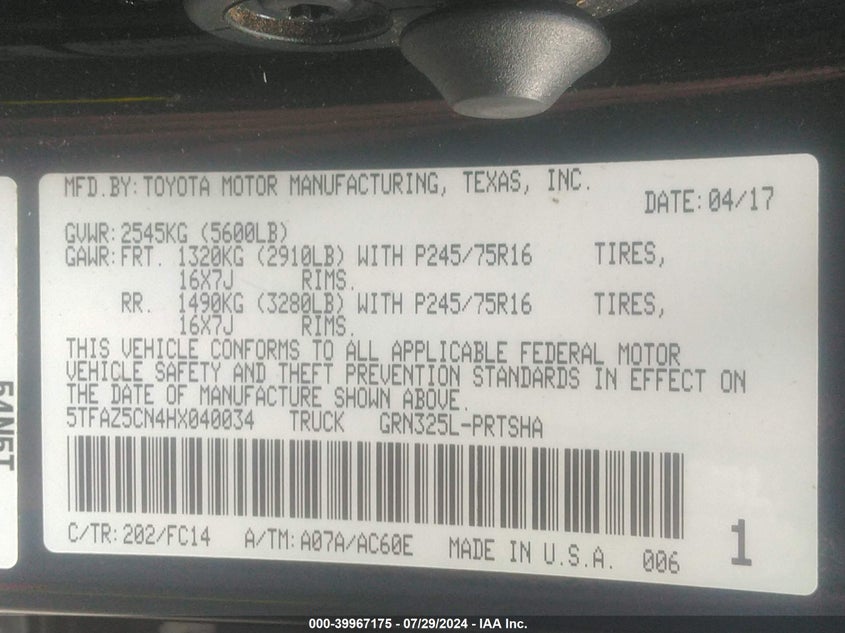 MFD.BY: TOYOTA MOTOR MANUFACTURING, TEXAS, INC.
DATE: 04/17
GVWR: 2545KG (5600LB)
GAWR: FRT. 1320KG (2910LB) WITH P245/75R16 TIRES,
16X7J RIMS.
RR. 1490KG (3280LB) WITH P245/75R16 TIRES,
16X7J RIMS.
THIS VEHICLE CONFORMS TO ALL APPLICABLE FEDERAL MOTOR
VEHICLE SAFETY AND THEFT PREVENTION STANDARDS IN EFFECT ON
THE DATE OF MANUFACTURE SHOWN ABOVE.
5TFAZ5CN4HX040034 TRUCK GRN325L-PRTSHA
C/TR: 202/FC14 A/TM: A07A/AC60E MADE IN U.S.A. 006 1
000-39967175 - 07/29/2024 - IAA Inc.